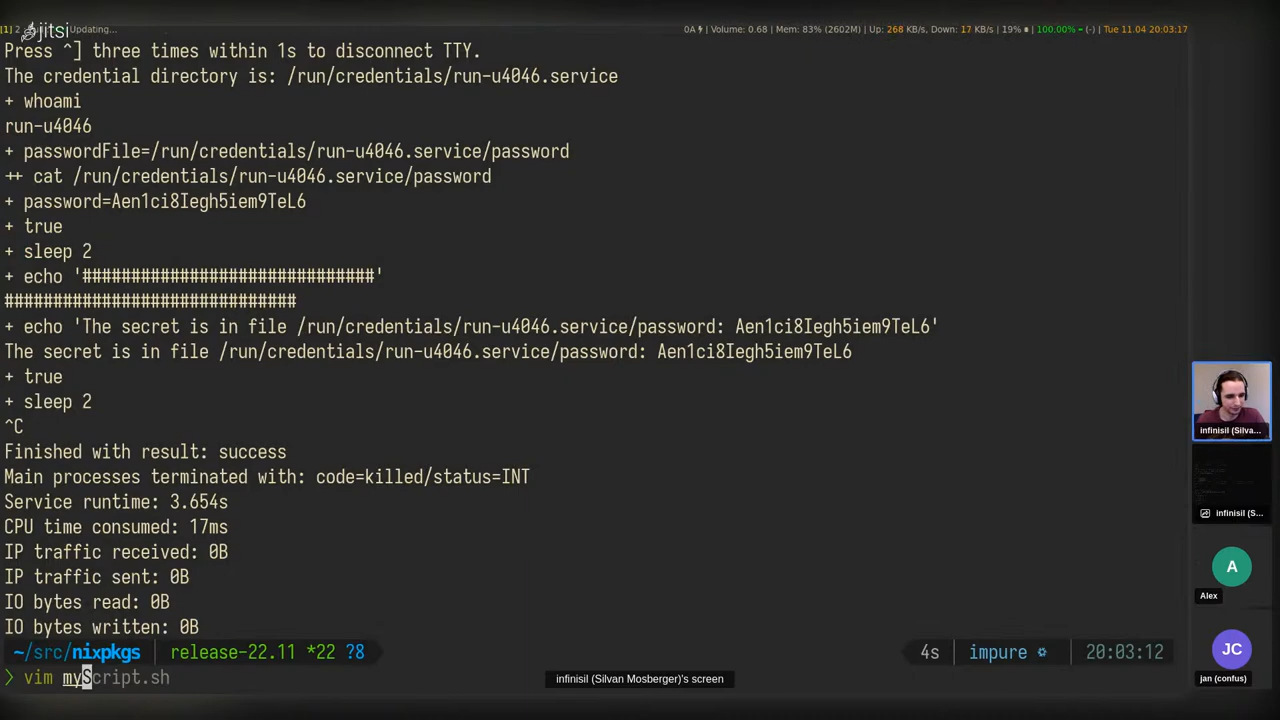 jitsi
[1] 2 Updating... 0A Volume: 0.68 | Mem: 83% (2602M) | Up: 268 KB/s, Down: 17 KB/s | 19% | 100.00% = (-) | Tue 11.04 20:03:17
Press ^] three times within 1s to disconnect TTY.
The credential directory is: /run/credentials/run-u4046.service
+ whoami
run-u4046
+ passwordFile=/run/credentials/run-u4046.service/password
++ cat /run/credentials/run-u4046.service/password
+ password=Aen1ci8Iegh5iem9TeL6
+ true
+ sleep 2
+ echo '##############################'
##############################
+ echo 'The secret is in file /run/credentials/run-u4046.service/password: Aen1ci8Iegh5iem9TeL6'
The secret is in file /run/credentials/run-u4046.service/password: Aen1ci8Iegh5iem9TeL6
+ true
+ sleep 2
^C
Finished with result: success
Main processes terminated with: code=killed/status=INT
Service runtime: 3.654s
CPU time consumed: 17ms
IP traffic received: 0B
IP traffic sent: 0B
IO bytes read: 0B
IO bytes written: 0B
~/src/nixpkgs release-22.11 *22 ?8 4s impure 20:03:12
❯ vim myScript.sh
infinisil (Silvan Mosberger)'s screen
infinisil (Silva...
infinisil (S...
A
Alex
JC
jan (confus)